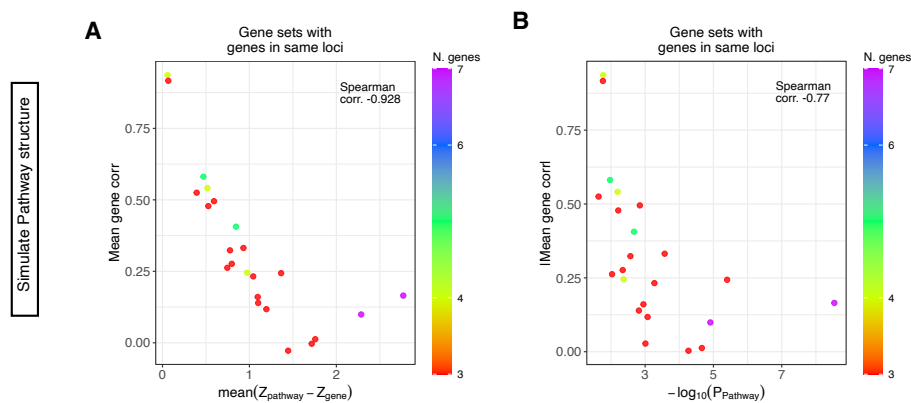 Simulate Pathway structure
A
Gene sets with
genes in same loci
Spearman
corr. -0.928
Mean gene corr
0.00
0.25
0.50
0.75
0
1
2
mean(Z_pathway − Z_gene)
N. genes
7
6
4
3
B
Gene sets with
genes in same loci
Spearman
corr. -0.77
|Mean gene corr|
0.00
0.25
0.50
0.75
3
5
7
−log₁₀(P_Pathway)
N. genes
7
6
4
3